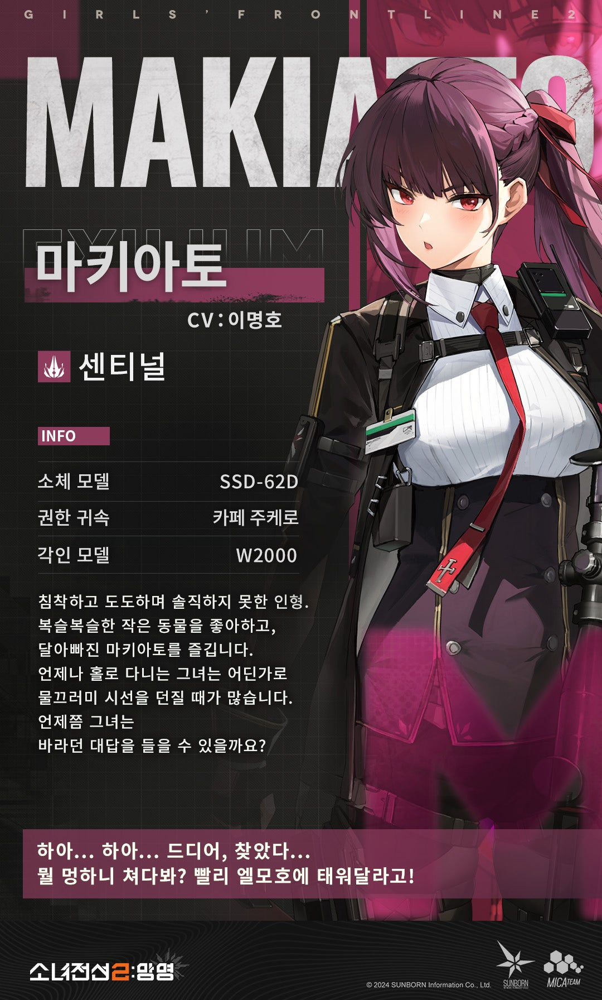 GIRLS' FRONTLINE2
MAKIATTO
EXILIUM
마키아토
CV : 이명호
센티널
INFO
소체 모델 SSD-62D
권한 귀속 카페 주케로
각인 모델 W2000
침착하고 도도하며 솔직하지 못한 인형.
복슬복슬한 작은 동물을 좋아하고,
달아빠진 마키아토를 즐깁니다.
언제나 홀로 다니는 그녀는 어딘가로
물끄러미 시선을 던질 때가 많습니다.
언제쯤 그녀는
바라던 대답을 들을 수 있을까요?
하아... 하아... 드디어, 찾았다...
뭘 멍하니 쳐다봐? 빨리 엘모호에 태워달라고!
소녀전선2:망명
© 2024 SUNBORN Information Co., Ltd.
SUNBORN
MICATEAM